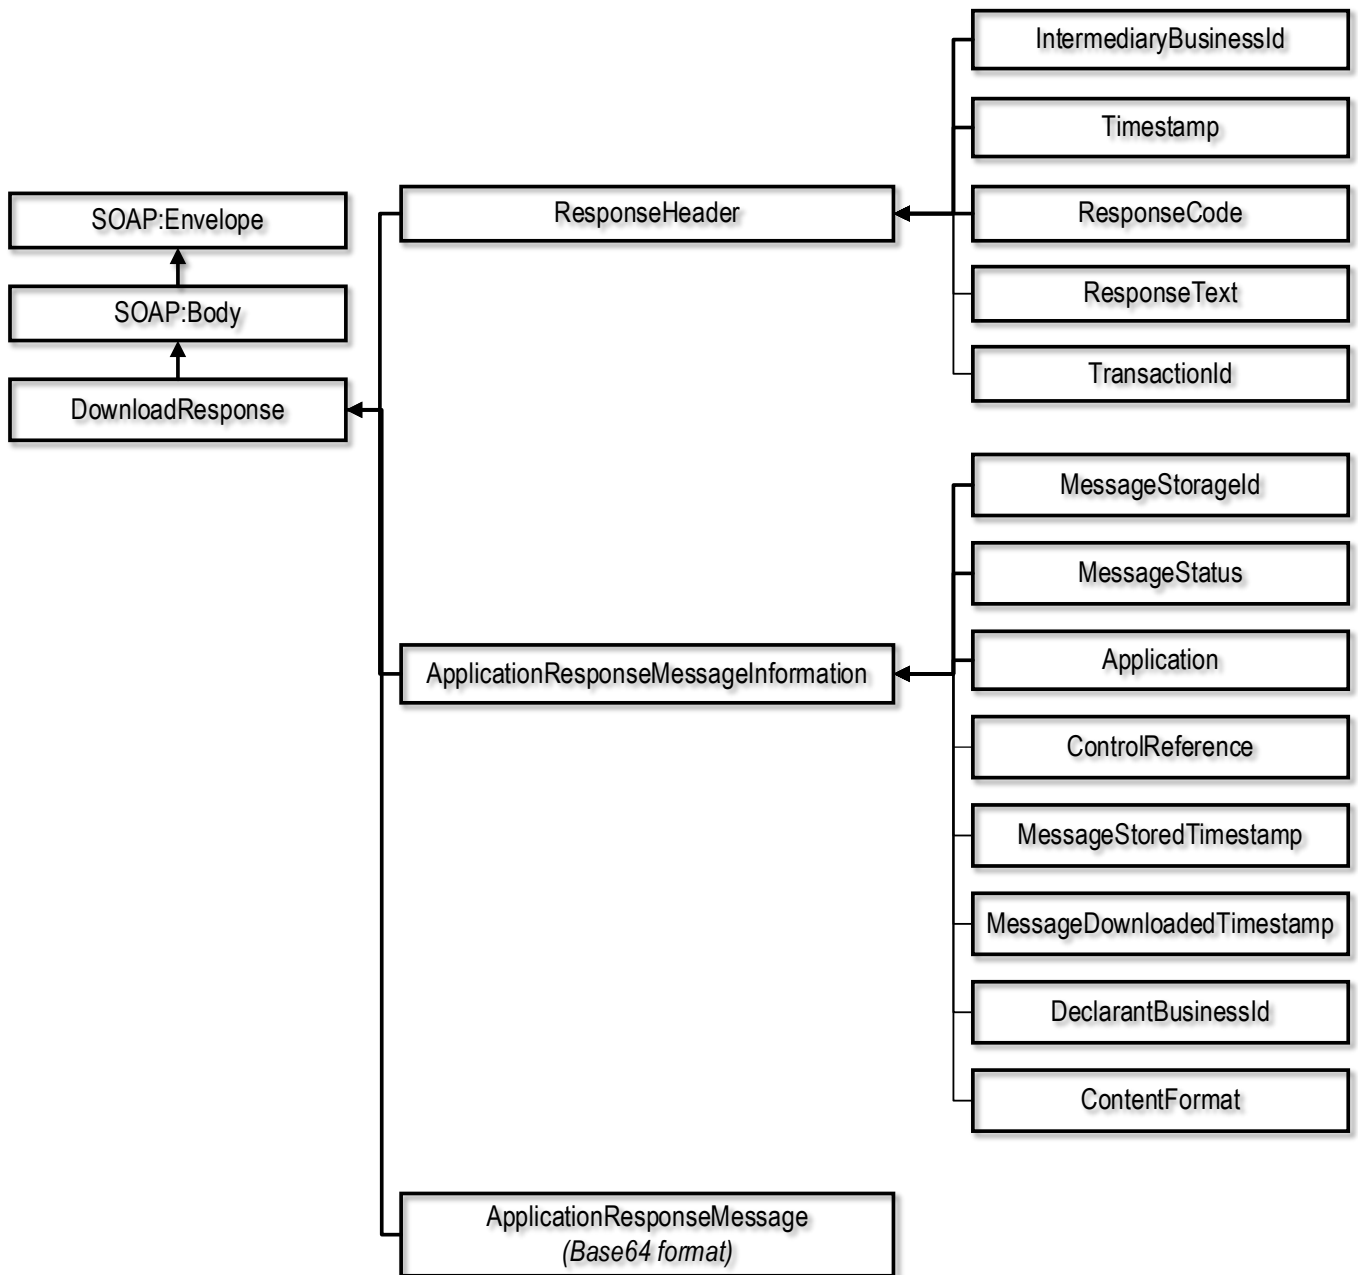 SOAP:Envelope
SOAP:Body
DownloadResponse
ResponseHeader
IntermediaryBusinessId
Timestamp
ResponseCode
ResponseText
TransactionId
ApplicationResponseMessageInformation
MessageStorageId
MessageStatus
Application
ControlReference
MessageStoredTimestamp
MessageDownloadedTimestamp
DeclarantBusinessId
ContentFormat
ApplicationResponseMessage
(Base64 format)